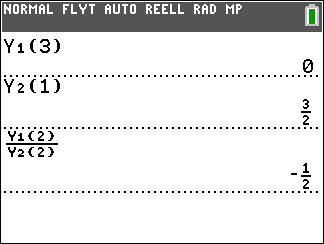 NORMAL FLYT AUTO REELL RAD MP
Y₁(3)
0
Y₂(1)
3/2
Y₁(2)/Y₂(2)
-1/2